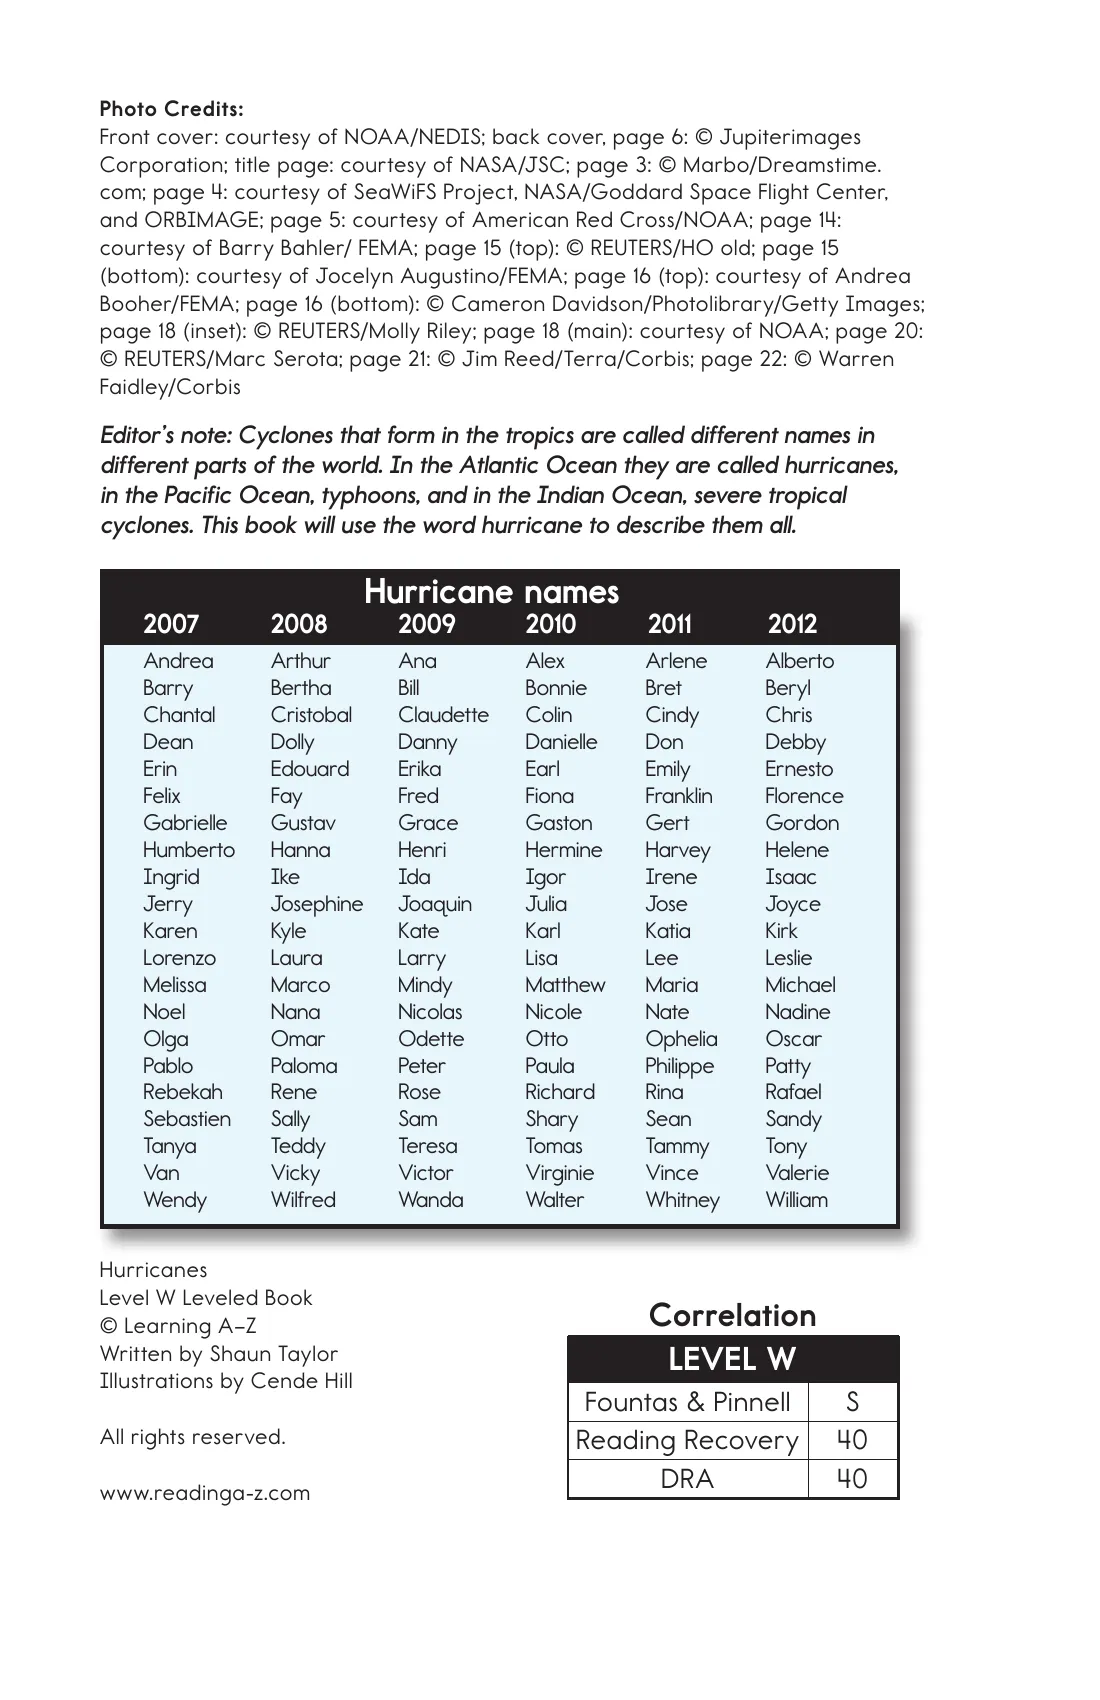 Photo Credits:
Front cover: courtesy of NOAA/NEDIS; back cover, page 6: © Jupiterimages
Corporation; title page: courtesy of NASA/JSC; page 3: © Marbo/Dreamstime.
com; page 4: courtesy of SeaWiFS Project, NASA/Goddard Space Flight Center,
and ORBIMAGE; page 5: courtesy of American Red Cross/NOAA; page 14:
courtesy of Barry Bahler/ FEMA; page 15 (top): © REUTERS/HO old; page 15
(bottom): courtesy of Jocelyn Augustino/FEMA; page 16 (top): courtesy of Andrea
Booher/FEMA; page 16 (bottom): © Cameron Davidson/Photolibrary/Getty Images;
page 18 (inset): © REUTERS/Molly Riley; page 18 (main): courtesy of NOAA; page 20:
© REUTERS/Marc Serota; page 21: © Jim Reed/Terra/Corbis; page 22: © Warren
Faidley/Corbis
Editor's note: Cyclones that form in the tropics are called different names in
different parts of the world. In the Atlantic Ocean they are called hurricanes,
in the Pacific Ocean, typhoons, and in the Indian Ocean, severe tropical
cyclones. This book will use the word hurricane to describe them all.
Hurricane names
2007 2008 2009 2010 2011 2012
Andrea Arthur Ana Alex Arlene Alberto
Barry Bertha Bill Bonnie Bret Beryl
Chantal Cristobal Claudette Colin Cindy Chris
Dean Dolly Danny Danielle Don Debby
Erin Edouard Erika Earl Emily Ernesto
Felix Fay Fred Fiona Franklin Florence
Gabrielle Gustav Grace Gaston Gert Gordon
Humberto Hanna Henri Hermine Harvey Helene
Ingrid Ike Ida Igor Irene Isaac
Jerry Josephine Joaquin Julia Jose Joyce
Karen Kyle Kate Karl Katia Kirk
Lorenzo Laura Larry Lisa Lee Leslie
Melissa Marco Mindy Matthew Maria Michael
Noel Nana Nicolas Nicole Nate Nadine
Olga Omar Odette Otto Ophelia Oscar
Pablo Paloma Peter Paula Philippe Patty
Rebekah Rene Rose Richard Rina Rafael
Sebastien Sally Sam Shary Sean Sandy
Tanya Teddy Teresa Tomas Tammy Tony
Van Vicky Victor Virginie Vince Valerie
Wendy Wilfred Wanda Walter Whitney William
Hurricanes
Level W Leveled Book
© Learning A–Z
Written by Shaun Taylor
Illustrations by Cende Hill
All rights reserved.
www.readinga-z.com
Correlation
LEVEL W
Fountas & Pinnell S
Reading Recovery 40
DRA 40